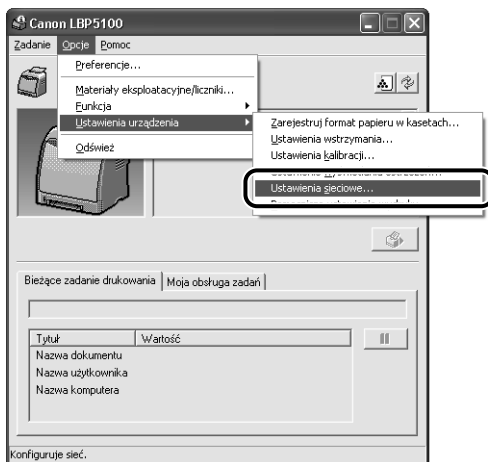 Canon LBP5100
Zadanie Opcje Pomoc
Preferencje...
Materiały eksploatacyjne/liczniki...
Funkcja
Ustawienia urządzenia
Odśwież
Zarejestruj format papieru w kasetach...
Ustawienia wstrzymania...
Ustawienia kalibracji...
Ustawienia sieciowe...
Bieżące zadanie drukowania Moja obsługa zadań
Tytuł Wartość
Nazwa dokumentu
Nazwa użytkownika
Nazwa komputera
Konfiguruje sieć.